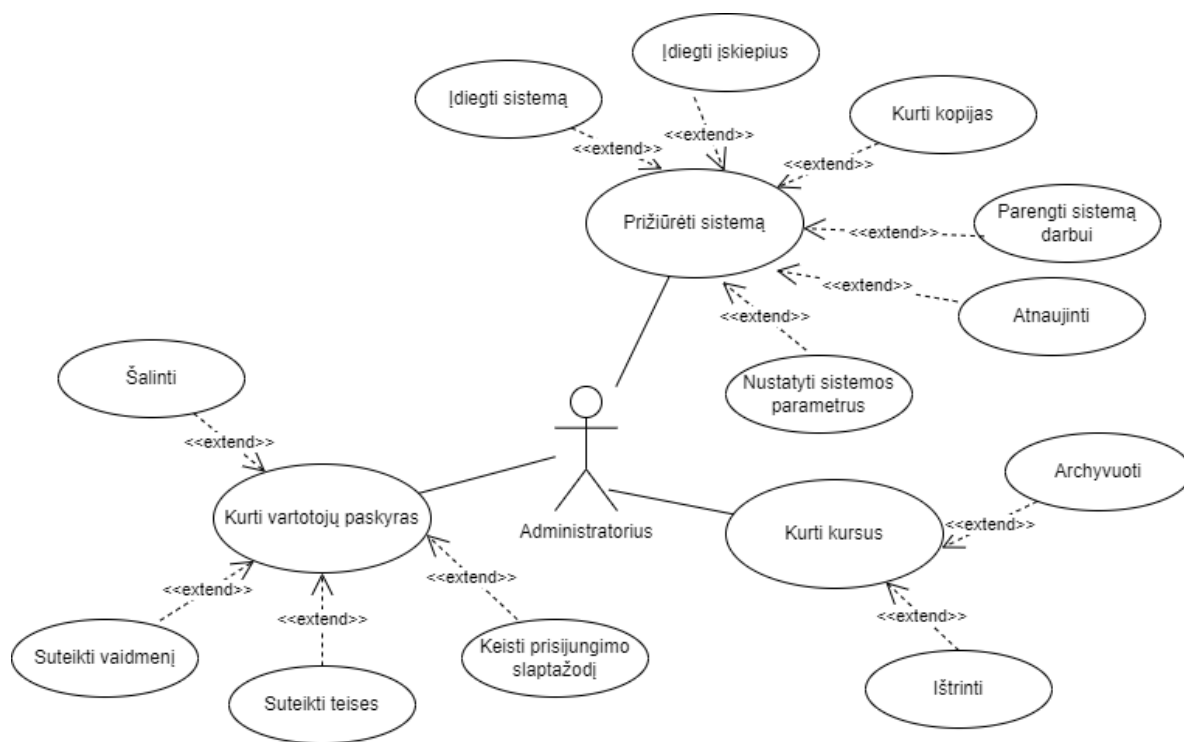 Įdiegti įskiepius
Įdiegti sistemą
Kurti kopijas
<<extend>>
<<extend>>
<<extend>>
Prižiūrėti sistemą
Parengti sistemą
darbui
<<extend>>
<<extend>>
Atnaujinti
<<extend>>
Nustatyti sistemos
parametrus
Šalinti
<<extend>>
Kurti vartotojų paskyras
Administratorius
Kurti kursus
Archyvuoti
<<extend>>
<<extend>>
<<extend>>
<<extend>>
<<extend>>
Suteikti vaidmenį
Suteikti teises
Keisti prisijungimo
slaptažodį
Ištrinti